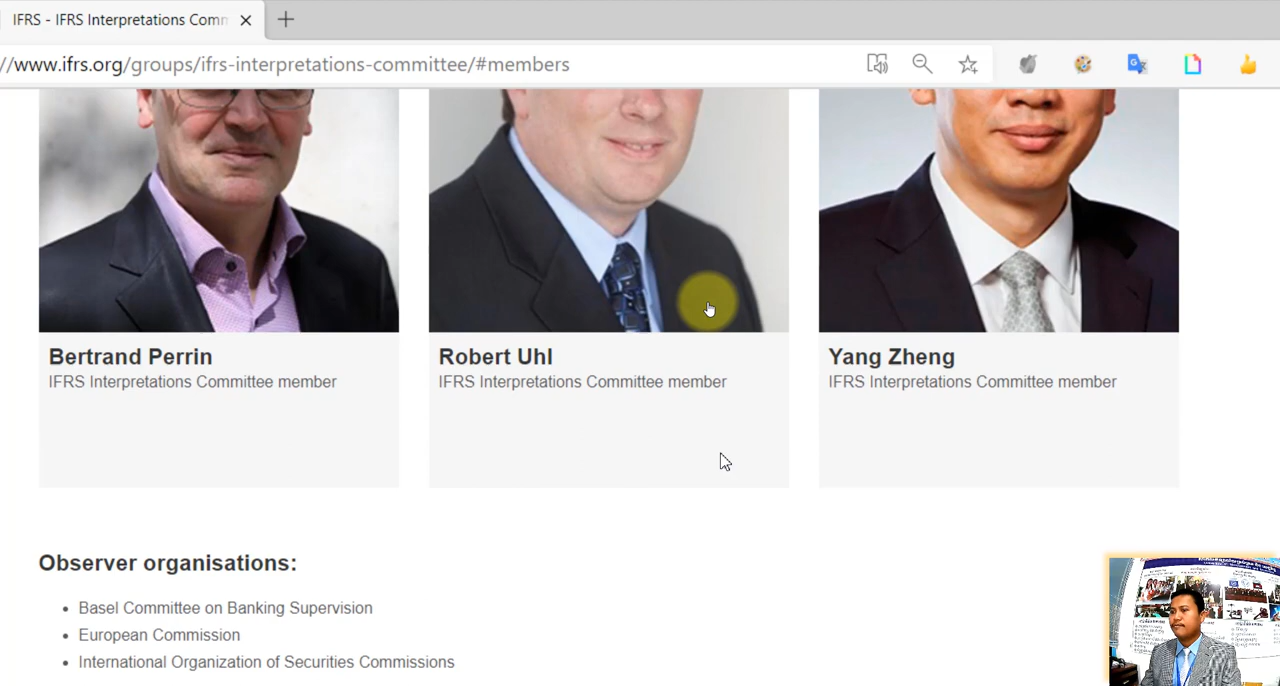 IFRS - IFRS Interpretations Comm
//www.ifrs.org/groups/ifrs-interpretations-committee/#members
Bertrand Perrin
IFRS Interpretations Committee member
Robert Uhl
IFRS Interpretations Committee member
Yang Zheng
IFRS Interpretations Committee member
Observer organisations:
• Basel Committee on Banking Supervision
• European Commission
• International Organization of Securities Commissions